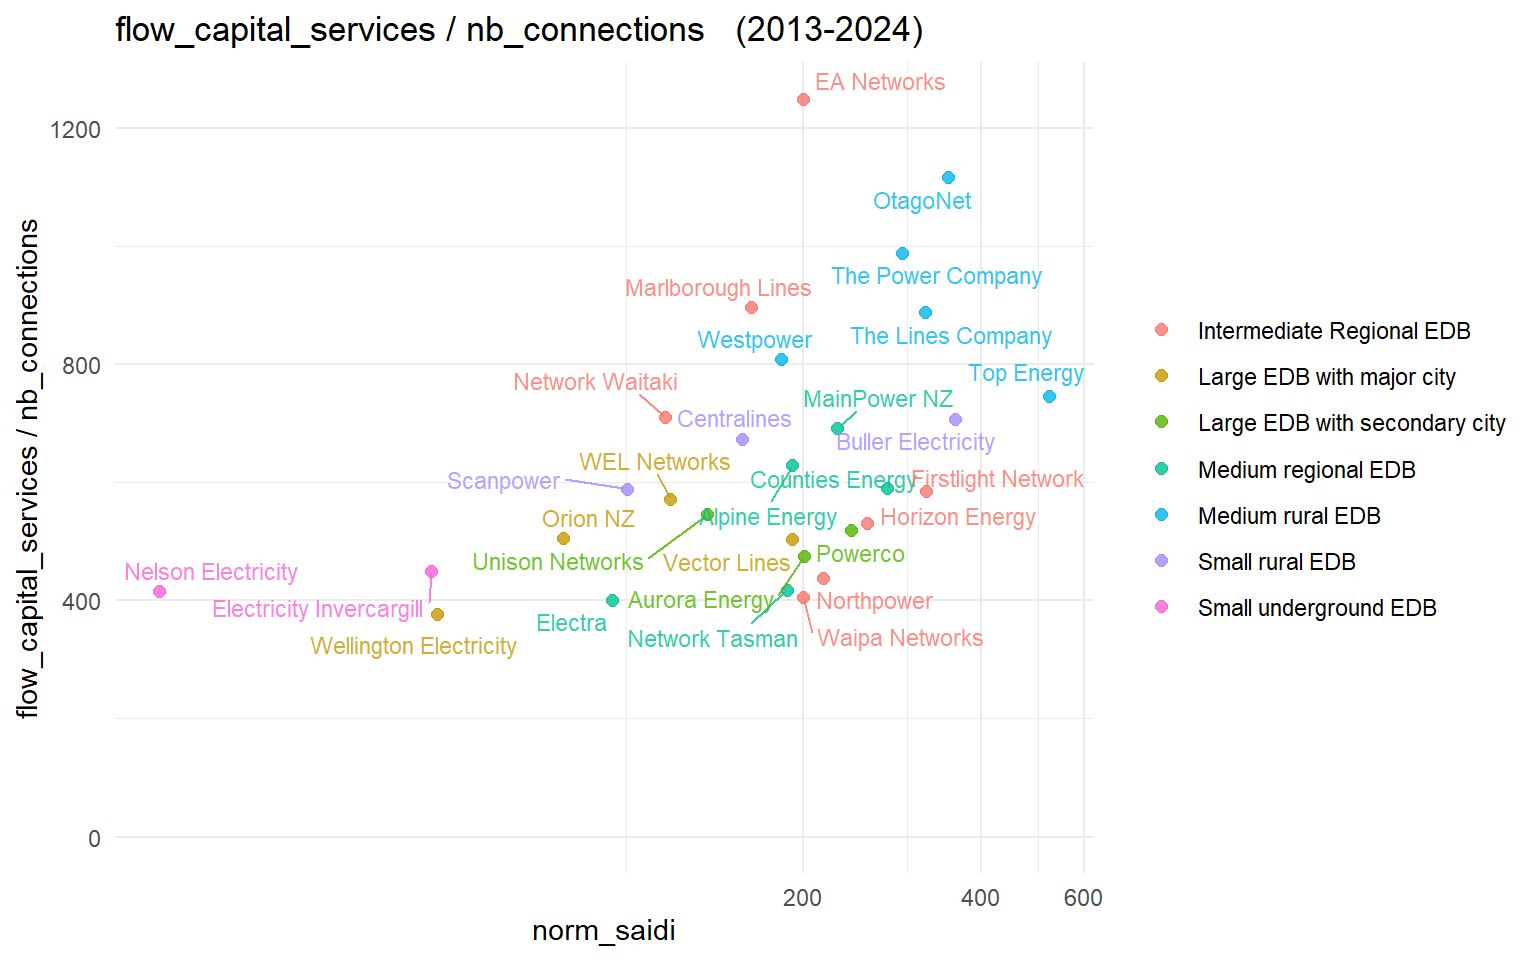 flow_capital_services / nb_connections   (2013-2024)
flow_capital_services / nb_connections
1200
800
400
0
EA Networks
OtagoNet
The Power Company
Marlborough Lines
The Lines Company
Westpower
Top Energy
Network Waitaki
MainPower NZ
Centralines
Buller Electricity
WEL Networks
Scanpower
Counties Energy
Firstlight Network
Orion NZ
Alpine Energy
Horizon Energy
Unison Networks
Vector Lines
Powerco
Nelson Electricity
Electricity Invercargill
Aurora Energy
Northpower
Electra
Network Tasman
Waipa Networks
Wellington Electricity
200
400
600
norm_saidi
Intermediate Regional EDB
Large EDB with major city
Large EDB with secondary city
Medium regional EDB
Medium rural EDB
Small rural EDB
Small underground EDB